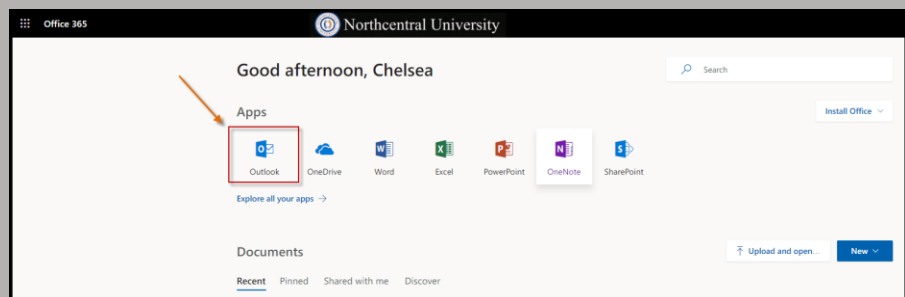 Office 365
Northcentral University
Good afternoon, Chelsea
Search
Apps
Install Office
Outlook OneDrive Word Excel PowerPoint OneNote SharePoint
Explore all your apps →
Documents
Upload and open...
New
Recent Pinned Shared with me Discover